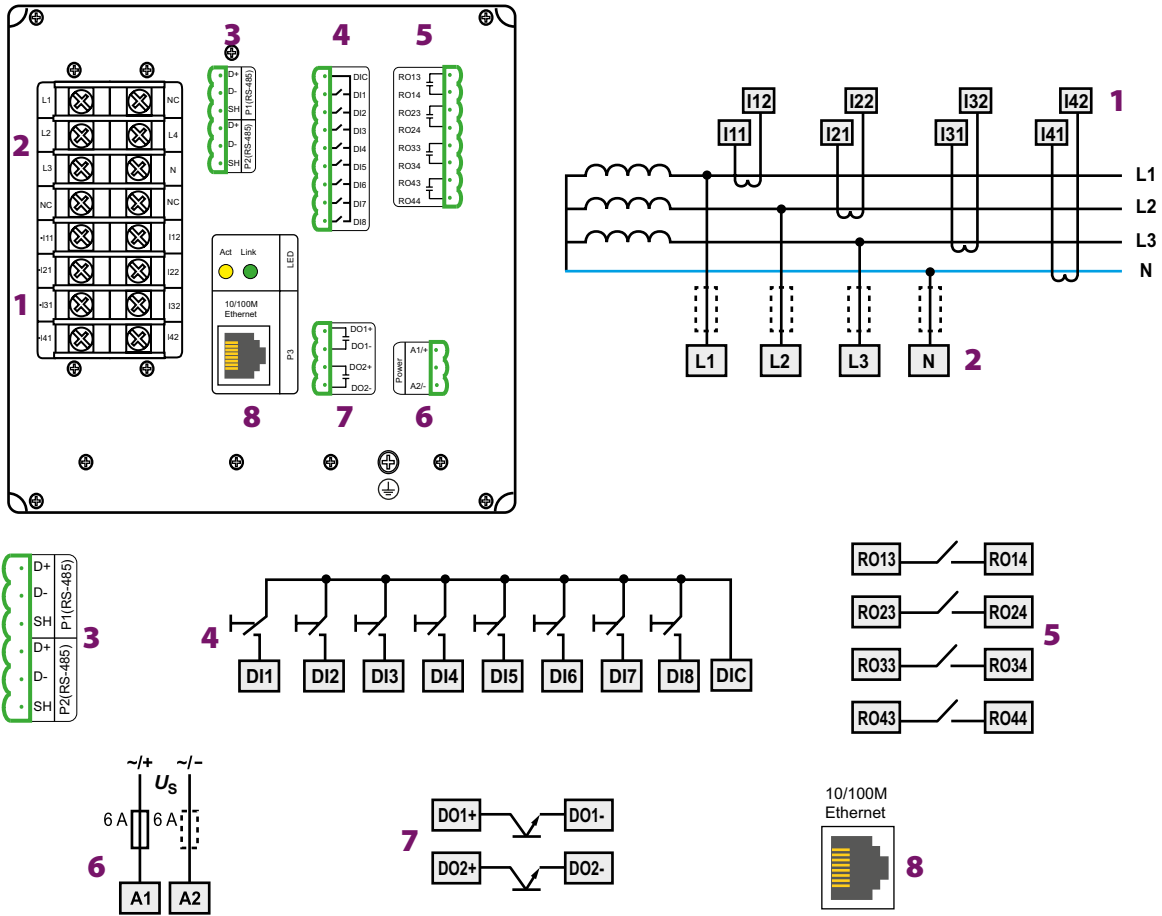 3
4
5
D+
D-
SH
P1(RS-485)
D+
D-
SH
P2(RS-485)
DIC
DI1
DI2
DI3
DI4
DI5
DI6
DI7
DI8
RO13
RO14
RO23
RO24
RO33
RO34
RO43
RO44
2
1
L1 NC
L2 L4
L3 N
NC NC
•I11 I12
•I21 I22
•I31 I32
•I41 I42
Act Link
LED
10/100M
Ethernet
P3
8
DO1+
DO1-
DO2+
DO2-
7
Power
A1/+
A2/-
6
I12 I22 I32 I42 1
I11 I21 I31 I41
L1
L2
L3
N
L1 L2 L3 N 2
D+
D-
SH
P1(RS-485)
D+
D-
SH
P2(RS-485)
3
4
DI1 DI2 DI3 DI4 DI5 DI6 DI7 DI8 DIC
RO13 RO14
RO23 RO24
RO33 RO34
RO43 RO44
5
~/+ ~/-
US
6 A 6 A
6
A1 A2
7
DO1+ DO1-
DO2+ DO2-
10/100M
Ethernet
8